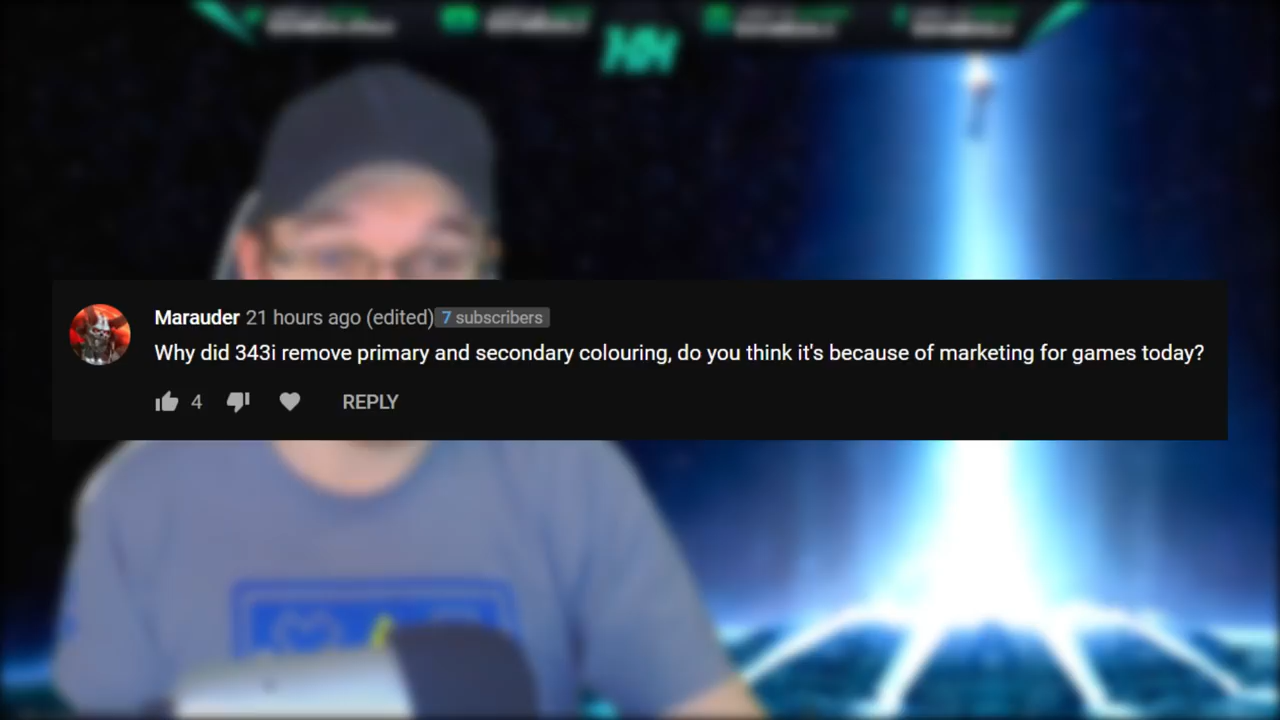 HH
Marauder 21 hours ago (edited) 7 subscribers
Why did 343i remove primary and secondary colouring, do you think it's because of marketing for games today?
4 REPLY